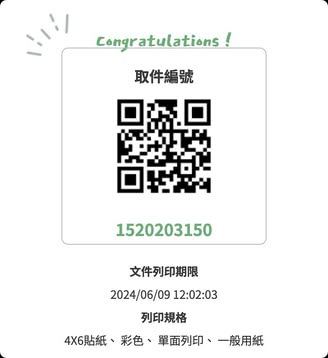 Congratulations！
取件編號
1520203150
文件列印期限
2024/06/09 12:02:03
列印規格
4X6貼紙、彩色、單面列印、一般用紙